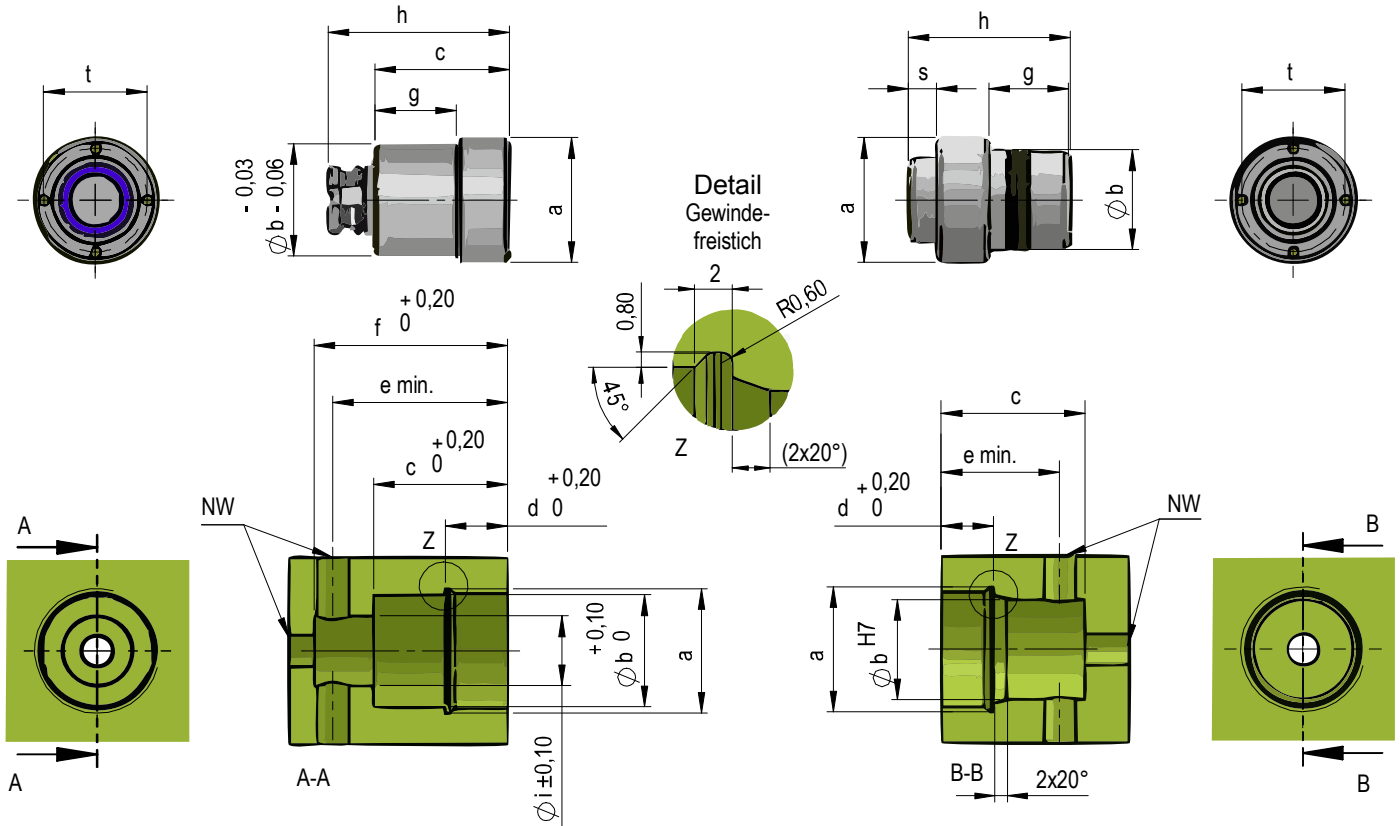 h
c
g
t
- 0,03
∅ b - 0,06
a
h
s
g
t
a
∅ b
Detail
Gewinde-
freistich
2
0,80
R0,60
45°
Z
(2x20°)
f + 0,20 0
e min.
c + 0,20 0
d + 0,20 0
NW
Z
A
A
A-A
∅ i ±0,10
∅ b + 0,10 0
a
c
e min.
d + 0,20 0
Z
NW
a
∅ b H7
B-B
2x20°
B
B